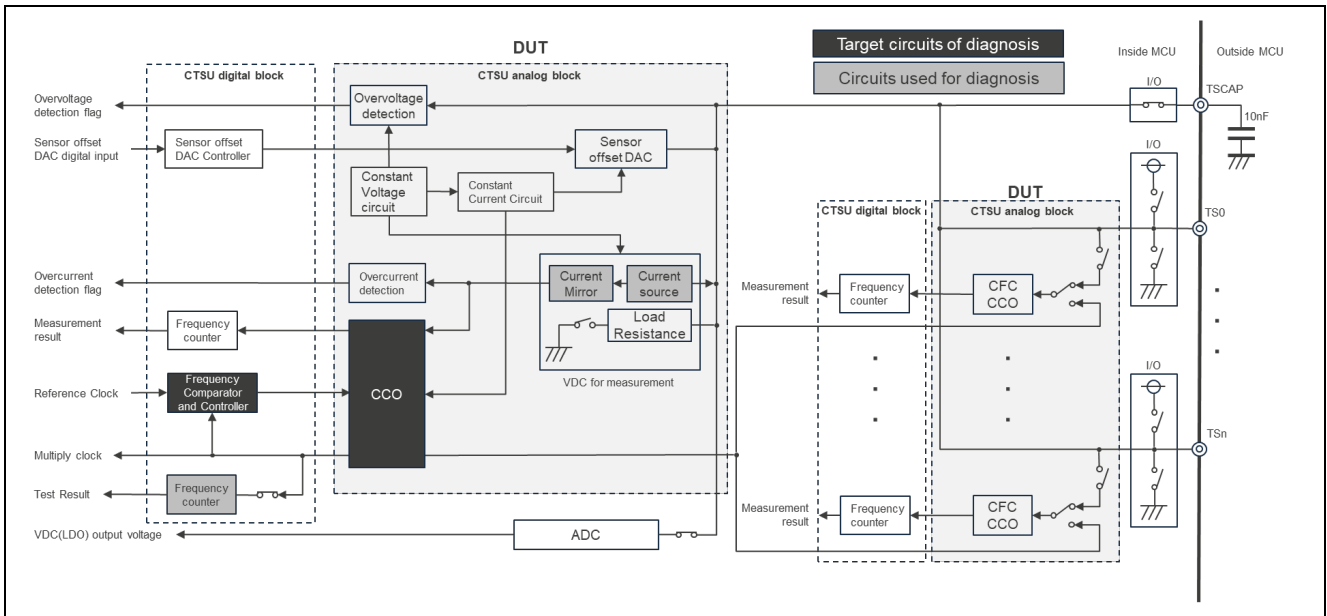 Target circuits of diagnosis
Circuits used for diagnosis
Inside MCU
Outside MCU
DUT
CTSU digital block
CTSU analog block
I/O
TSCAP
10nF
Overvoltage
detection flag
Overvoltage
detection
Sensor offset
DAC digital input
Sensor offset
DAC Controller
Sensor
offset DAC
Constant
Voltage
circuit
Constant
Current Circuit
I/O
DUT
CTSU digital block
CTSU analog block
TS0
Overcurrent
detection flag
Overcurrent
detection
Current
Mirror
Current
source
Load
Resistance
VDC for measurement
Measurement
result
Frequency
counter
CFC
CCO
Measurement
result
Frequency
counter
Reference Clock
Frequency
Comparator
and Controller
CCO
I/O
TSn
Multiply clock
Test Result
Frequency
counter
Measurement
result
Frequency
counter
CFC
CCO
VDC(LDO) output voltage
ADC